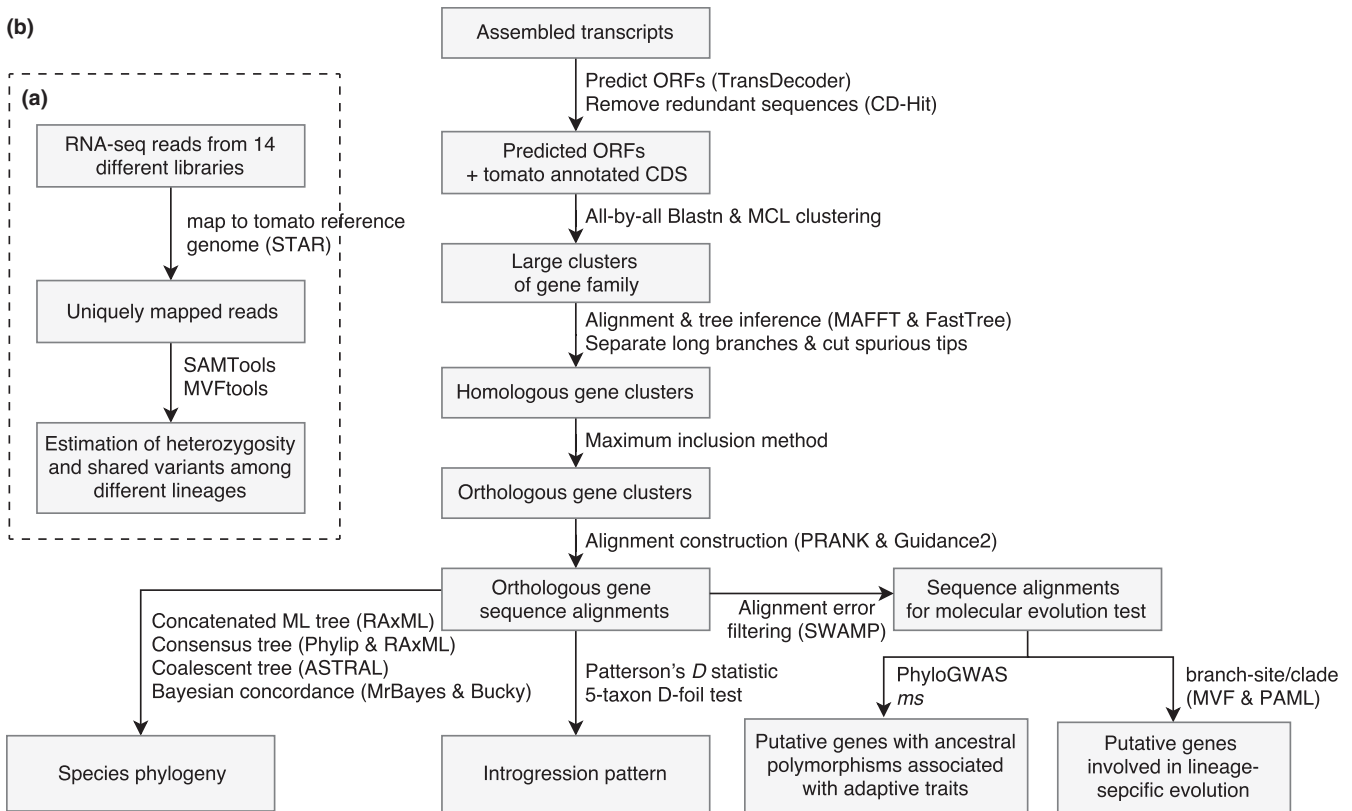 (b)
(a)
RNA-seq reads from 14
different libraries
map to tomato reference
genome (STAR)
Uniquely mapped reads
SAMTools
MVFtools
Estimation of heterozygosity
and shared variants among
different lineages
Assembled transcripts
Predict ORFs (TransDecoder)
Remove redundant sequences (CD-Hit)
Predicted ORFs
+ tomato annotated CDS
All-by-all Blastn & MCL clustering
Large clusters
of gene family
Alignment & tree inference (MAFFT & FastTree)
Separate long branches & cut spurious tips
Homologous gene clusters
Maximum inclusion method
Orthologous gene clusters
Alignment construction (PRANK & Guidance2)
Orthologous gene
sequence alignments
Alignment error
filtering (SWAMP)
Sequence alignments
for molecular evolution test
Concatenated ML tree (RAxML)
Consensus tree (Phylip & RAxML)
Coalescent tree (ASTRAL)
Bayesian concordance (MrBayes & Bucky)
Patterson's D statistic
5-taxon D-foil test
PhyloGWAS
ms
branch-site/clade
(MVF & PAML)
Species phylogeny
Introgression pattern
Putative genes with ancestral
polymorphisms associated
with adaptive traits
Putative genes
involved in lineage-
sepcific evolution